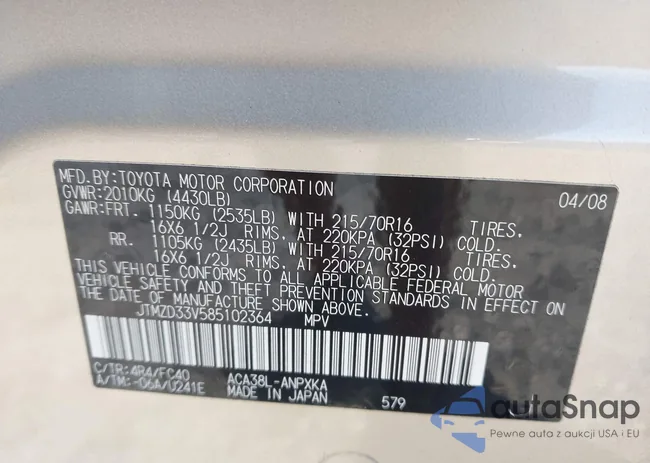 MFD.BY:TOYOTA MOTOR CORPORATION 04/08
GVWR:2010KG (4430LB)
GAWR:FRT. 1150KG (2535LB) WITH 215/70R16 TIRES,
16X6 1/2J RIMS, AT 220KPA (32PSI) COLD.
RR. 1105KG (2435LB) WITH 215/70R16 TIRES,
16X6 1/2J RIMS, AT 220KPA (32PSI) COLD.
THIS VEHICLE CONFORMS TO ALL APPLICABLE FEDERAL MOTOR
VEHICLE SAFETY AND THEFT PREVENTION STANDARDS IN EFFECT ON
THE DATE OF MANUFACTURE SHOWN ABOVE.
JTMZD33V585102364 MPV
C/TR:4R4/FC40 ACA38L-ANPXKA
A/TM:-06A/U241E MADE IN JAPAN 579
autoSnap
Pewne auta z aukcji USA i EU